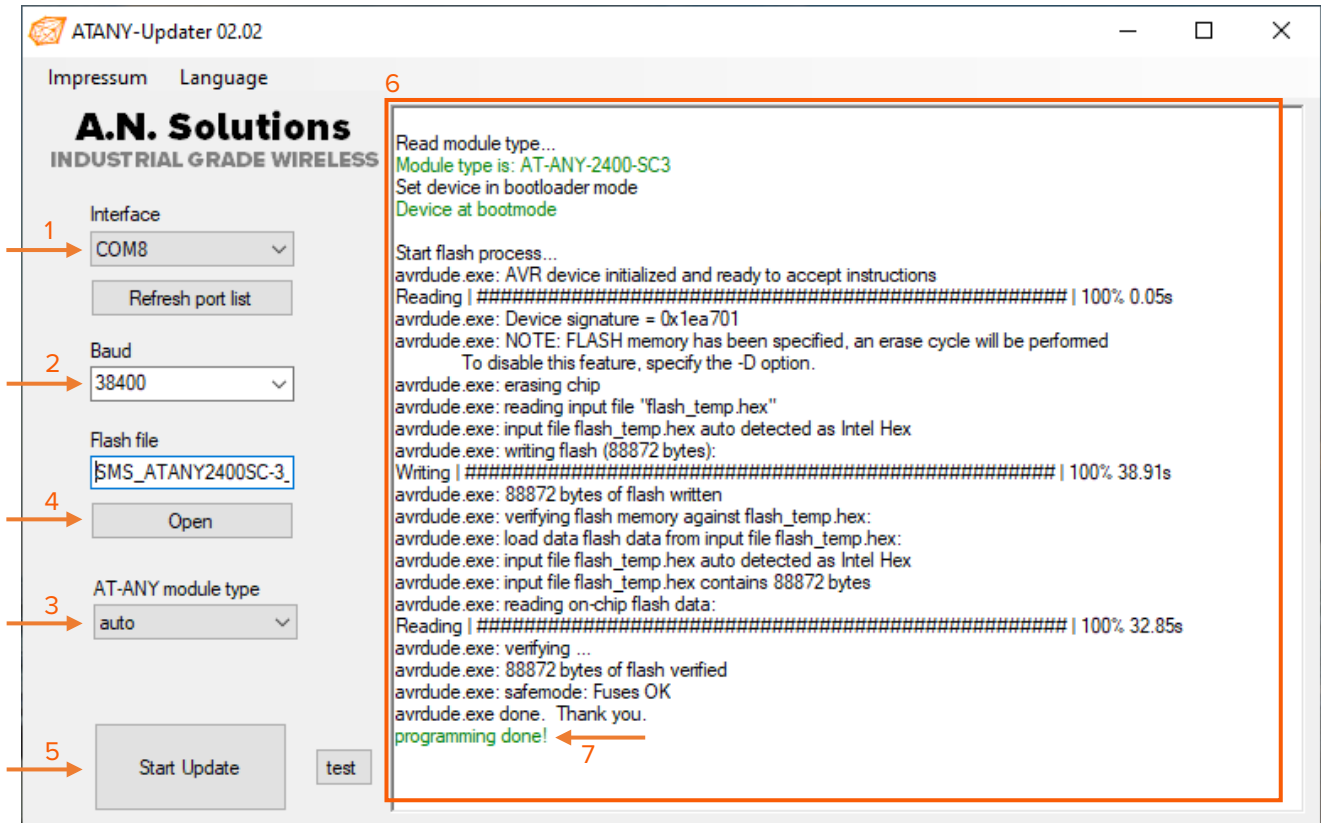 ATANY-Updater 02.02
Impressum Language
6
A.N. Solutions
INDUSTRIAL GRADE WIRELESS
Interface
1
COM8
Refresh port list
Baud
2
38400
Flash file
SMS_ATANY2400SC-3_
4
Open
AT-ANY module type
3
auto
5
Start Update
test
Read module type...
Module type is: AT-ANY-2400-SC3
Set device in bootloader mode
Device at bootmode
Start flash process...
avrdude.exe: AVR device initialized and ready to accept instructions
Reading | ################################################## | 100% 0.05s
avrdude.exe: Device signature = 0x1ea701
avrdude.exe: NOTE: FLASH memory has been specified, an erase cycle will be performed
To disable this feature, specify the -D option.
avrdude.exe: erasing chip
avrdude.exe: reading input file "flash_temp.hex"
avrdude.exe: input file flash_temp.hex auto detected as Intel Hex
avrdude.exe: writing flash (88872 bytes):
Writing | ################################################## | 100% 38.91s
avrdude.exe: 88872 bytes of flash written
avrdude.exe: verifying flash memory against flash_temp.hex:
avrdude.exe: load data flash data from input file flash_temp.hex:
avrdude.exe: input file flash_temp.hex auto detected as Intel Hex
avrdude.exe: input file flash_temp.hex contains 88872 bytes
avrdude.exe: reading on-chip flash data:
Reading | ################################################## | 100% 32.85s
avrdude.exe: verifying ...
avrdude.exe: 88872 bytes of flash verified
avrdude.exe: safemode: Fuses OK
avrdude.exe done. Thank you.
programming done!
7